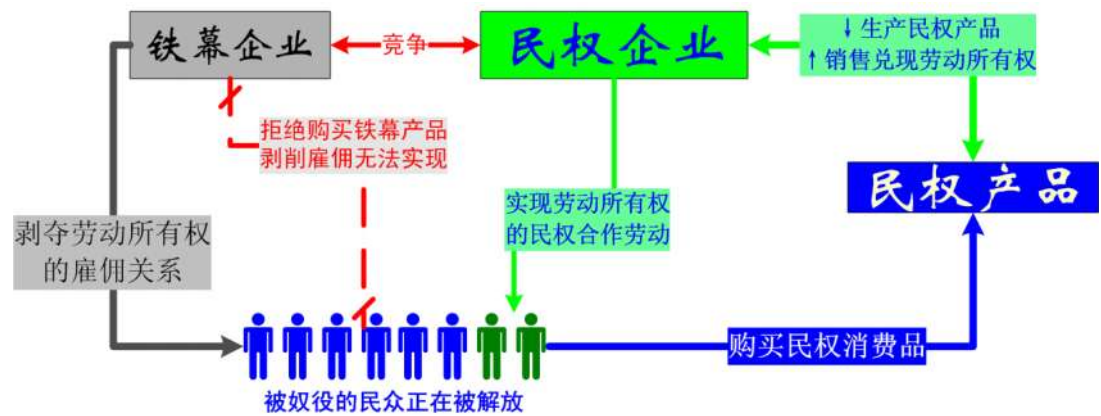 铁幕企业
竞争
民权企业
↓生产民权产品
↑销售兑现劳动所有权
拒绝购买铁幕产品
剥削雇佣无法实现
民权产品
实现劳动所有权
的民权合作劳动
剥夺劳动所有权
的雇佣关系
购买民权消费品
被奴役的民众正在被解放